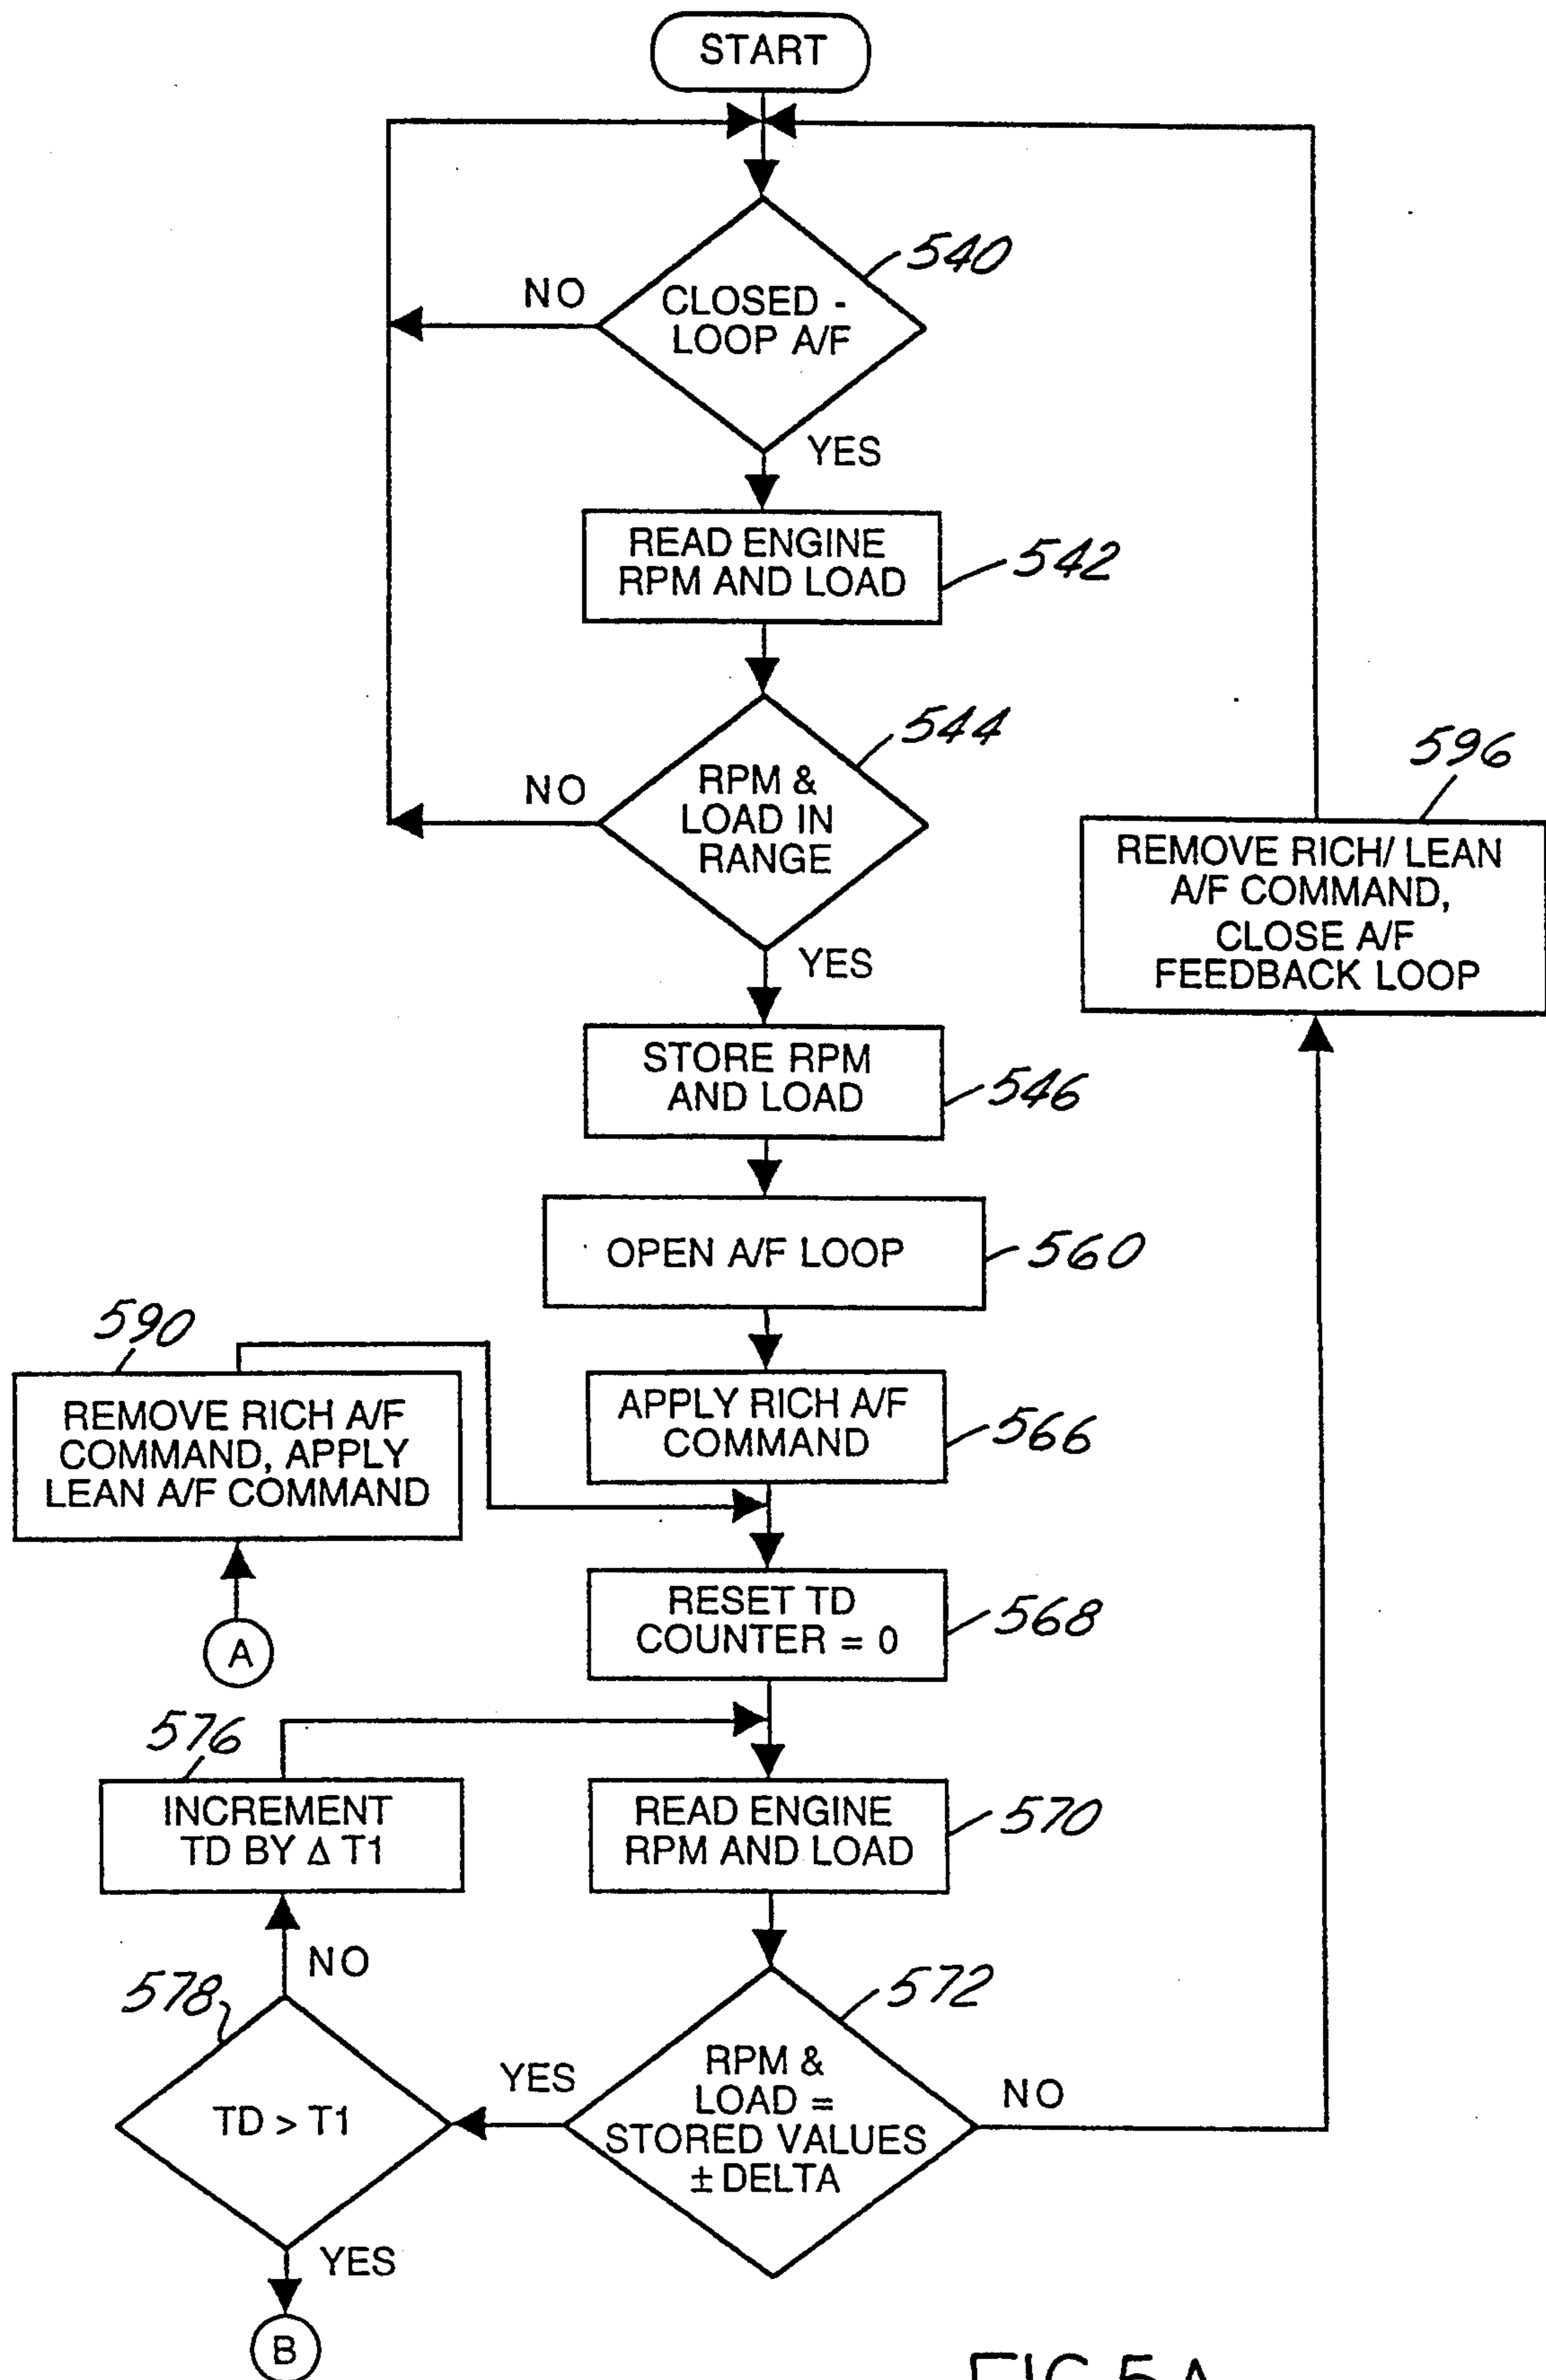 START
540
CLOSED -
LOOP A/F
NO
YES
READ ENGINE
RPM AND LOAD
542
544
RPM &
LOAD IN
RANGE
NO
YES
596
REMOVE RICH/ LEAN
A/F COMMAND,
CLOSE A/F
FEEDBACK LOOP
STORE RPM
AND LOAD
546
OPEN A/F LOOP
560
590
REMOVE RICH A/F
COMMAND, APPLY
LEAN A/F COMMAND
APPLY RICH A/F
COMMAND
566
A
RESET TD
COUNTER = 0
568
576
INCREMENT
TD BY Δ T1
READ ENGINE
RPM AND LOAD
570
NO
578
TD > T1
YES
572
RPM &
LOAD =
STORED VALUES
± DELTA
YES
NO
B
FIG.5A